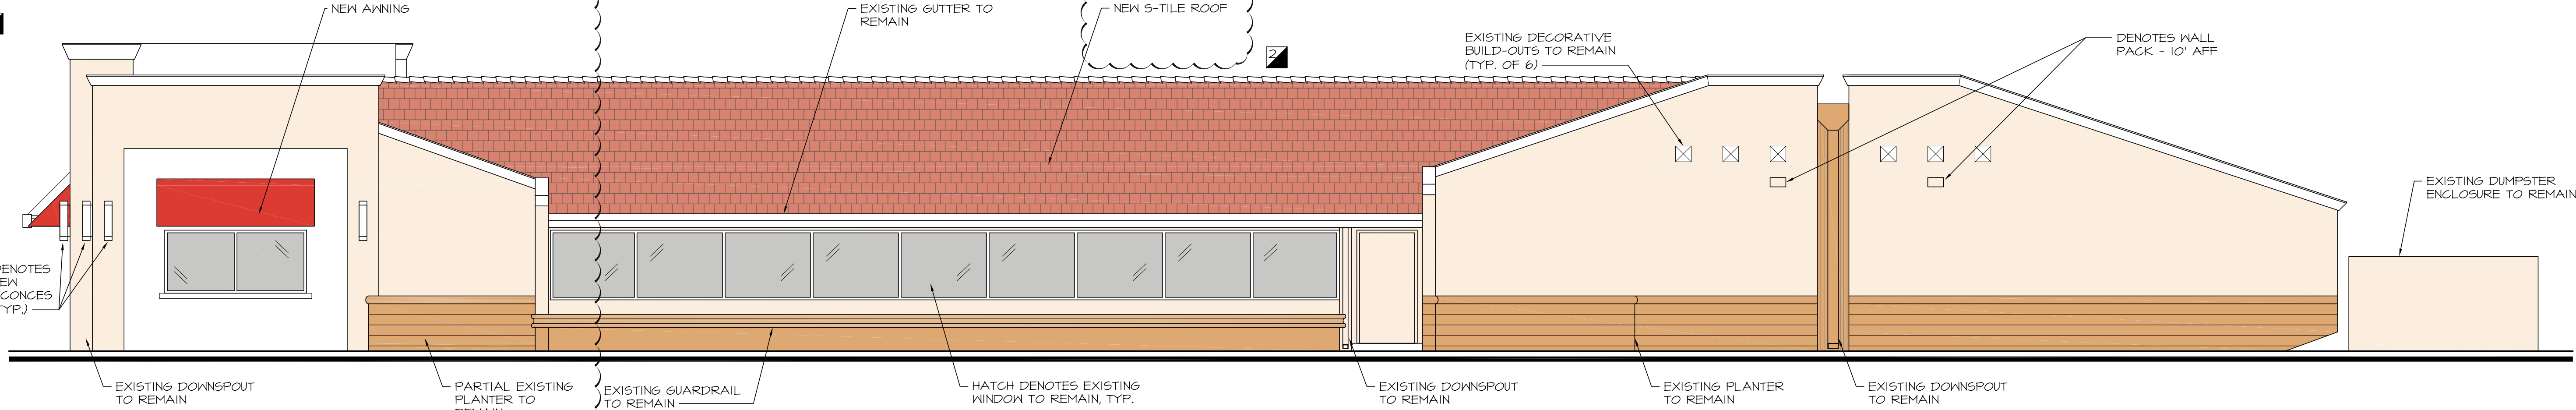 NEW AWNING
EXISTING GUTTER TO
REMAIN
NEW S-TILE ROOF
2
EXISTING DECORATIVE
BUILD-OUTS TO REMAIN
(TYP. OF 6)
DENOTES WALL
PACK - 10' AFF
EXISTING DUMPSTER
ENCLOSURE TO REMAIN
DENOTES
EW
CONCES
YP.)
EXISTING DOWNSPOUT
TO REMAIN
PARTIAL EXISTING
PLANTER TO
REMAIN
EXISTING GUARDRAIL
TO REMAIN
HATCH DENOTES EXISTING
WINDOW TO REMAIN, TYP.
EXISTING DOWNSPOUT
TO REMAIN
EXISTING PLANTER
TO REMAIN
EXISTING DOWNSPOUT
TO REMAIN